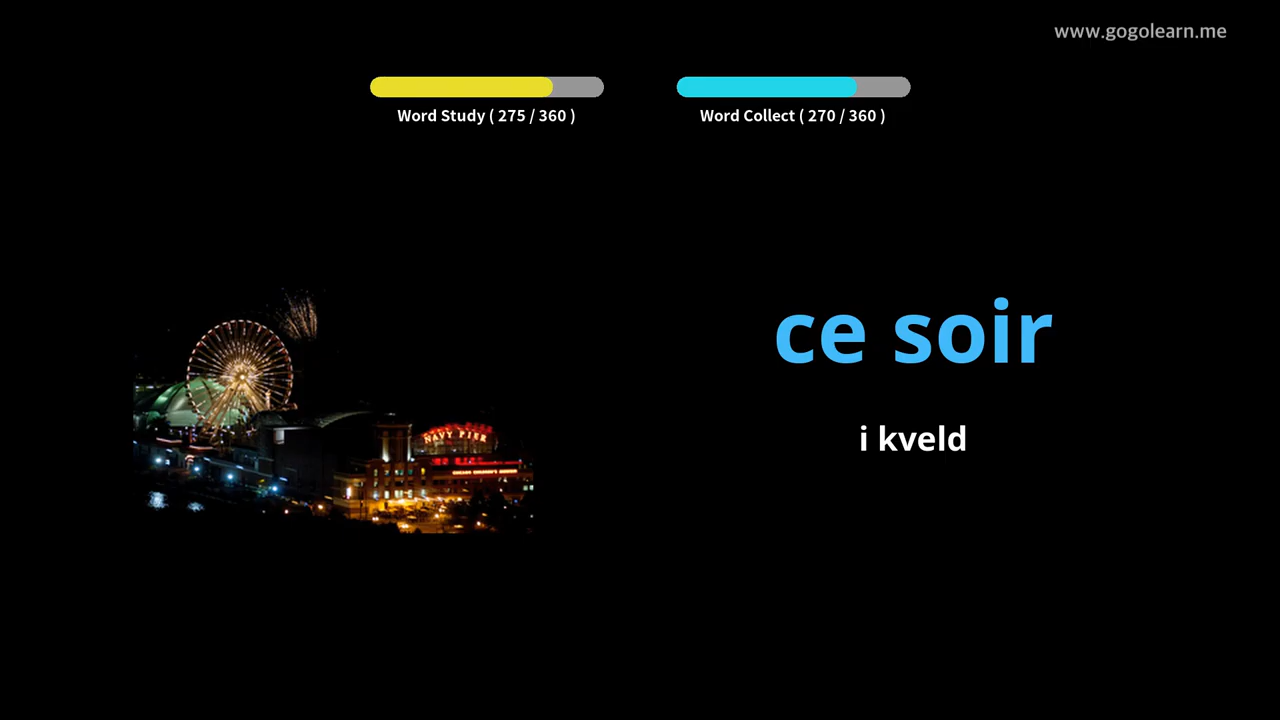 www.gogolearn.me
Word Study ( 275 / 360 )
Word Collect ( 270 / 360 )
ce soir
i kveld
NAVY PIER